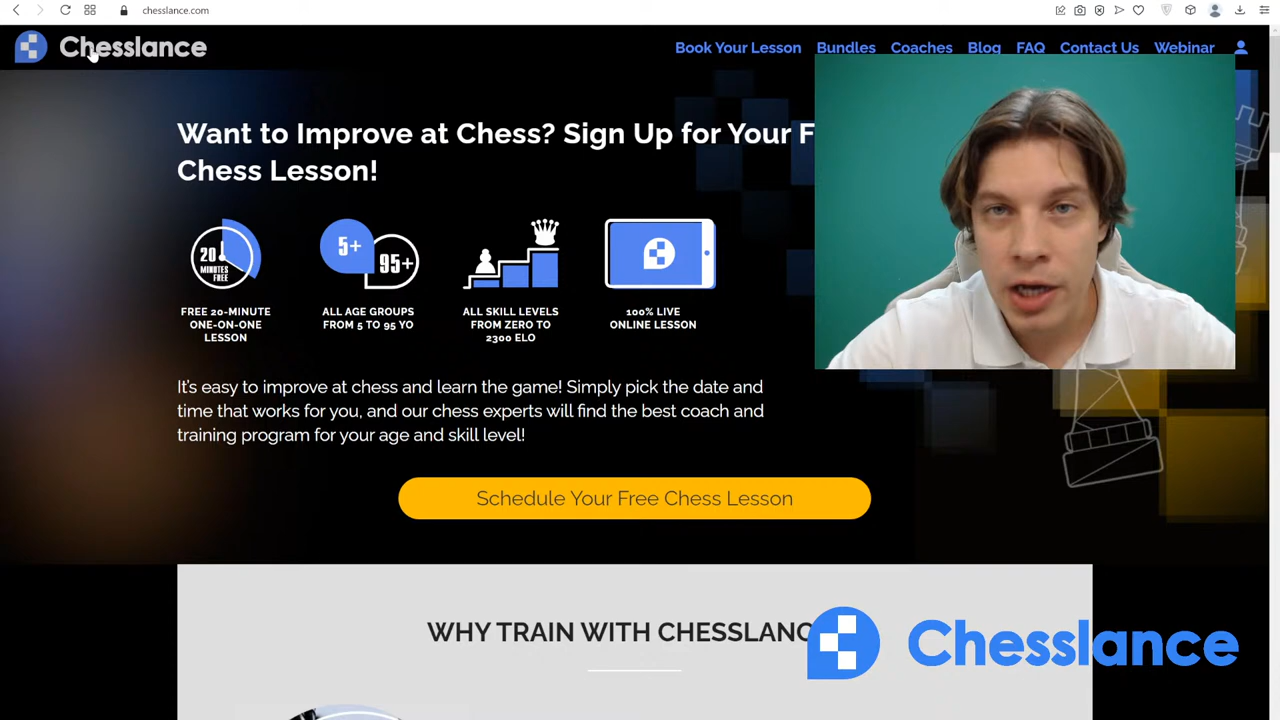 chesslance.com
Chesslance
Book Your Lesson Bundles Coaches Blog FAQ Contact Us Webinar
Want to Improve at Chess? Sign Up for Your F
Chess Lesson!
20
MINUTES
FREE
5+
95+
FREE 20-MINUTE
ONE-ON-ONE
LESSON
ALL AGE GROUPS
FROM 5 TO 95 YO
ALL SKILL LEVELS
FROM ZERO TO
2300 ELO
100% LIVE
ONLINE LESSON
It's easy to improve at chess and learn the game! Simply pick the date and
time that works for you, and our chess experts will find the best coach and
training program for your age and skill level!
Schedule Your Free Chess Lesson
WHY TRAIN WITH CHESSLANC
Chesslance